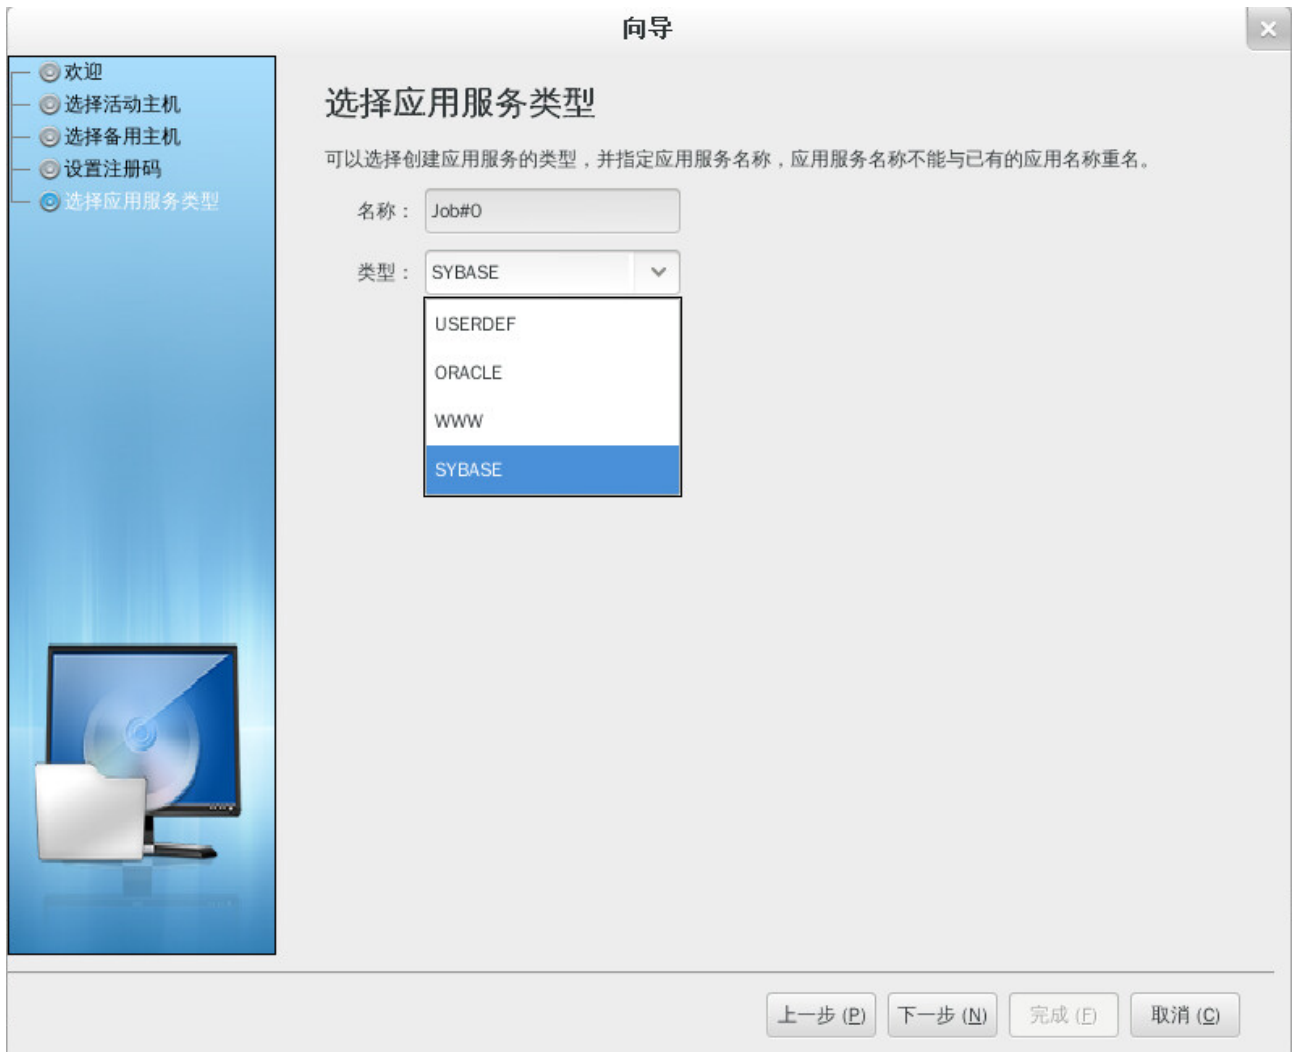 向导
欢迎
选择活动主机
选择备用主机
设置注册码
选择应用服务类型
选择应用服务类型
可以选择创建应用服务的类型，并指定应用服务名称，应用服务名称不能与已有的应用名称重名。
名称： Job#0
类型： SYBASE
USERDEF
ORACLE
WWW
SYBASE
上一步 (P) 下一步 (N) 完成 (F) 取消 (C)